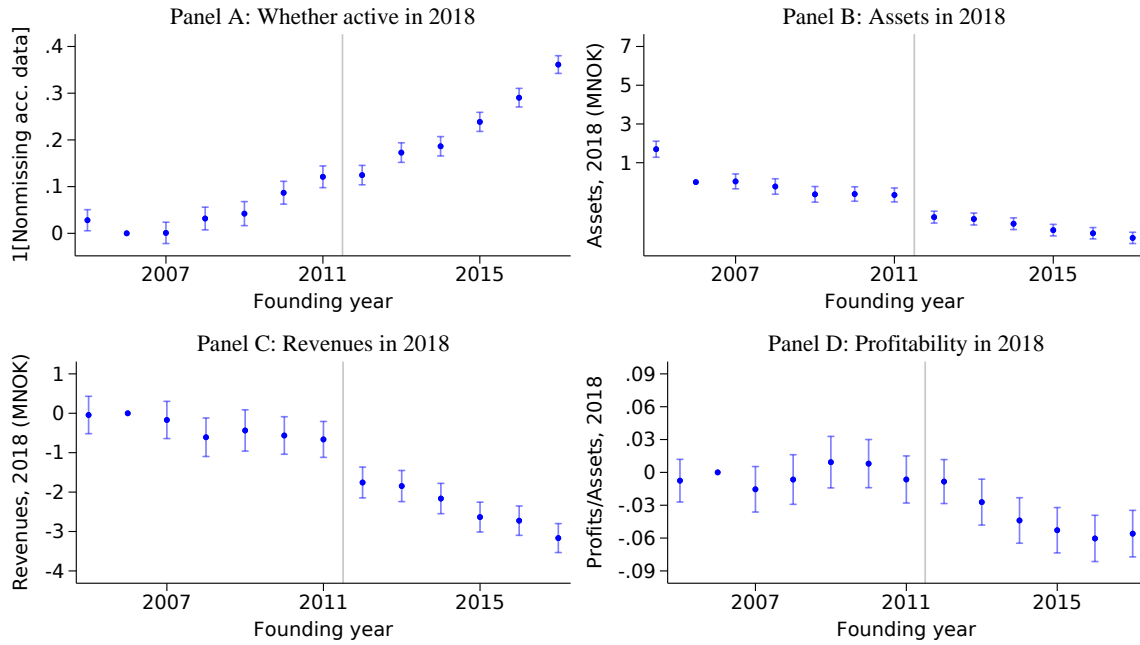 Panel A: Whether active in 2018
1[Nonmissing acc. data]
.4
.3
.2
.1
0
2007 2011 2015
Founding year
Panel B: Assets in 2018
Assets, 2018 (MNOK)
7
3
1
2007 2011 2015
Founding year
Panel C: Revenues in 2018
Revenues, 2018 (MNOK)
1
0
-1
-2
-3
-4
2007 2011 2015
Founding year
Panel D: Profitability in 2018
Profits/Assets, 2018
.09
.06
.03
0
-.03
-.06
-.09
2007 2011 2015
Founding year